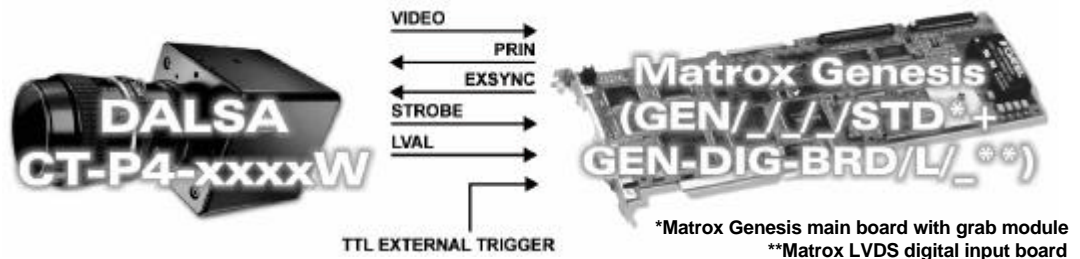 VIDEO
PRIN
EXSYNC
STROBE
LVAL
TTL EXTERNAL TRIGGER
DALSA
CT-P4-xxxxW
Matrox Genesis
(GEN/_/_/_/STD* +
GEN-DIG-BRD/L/_**)
*Matrox Genesis main board with grab module
**Matrox LVDS digital input board